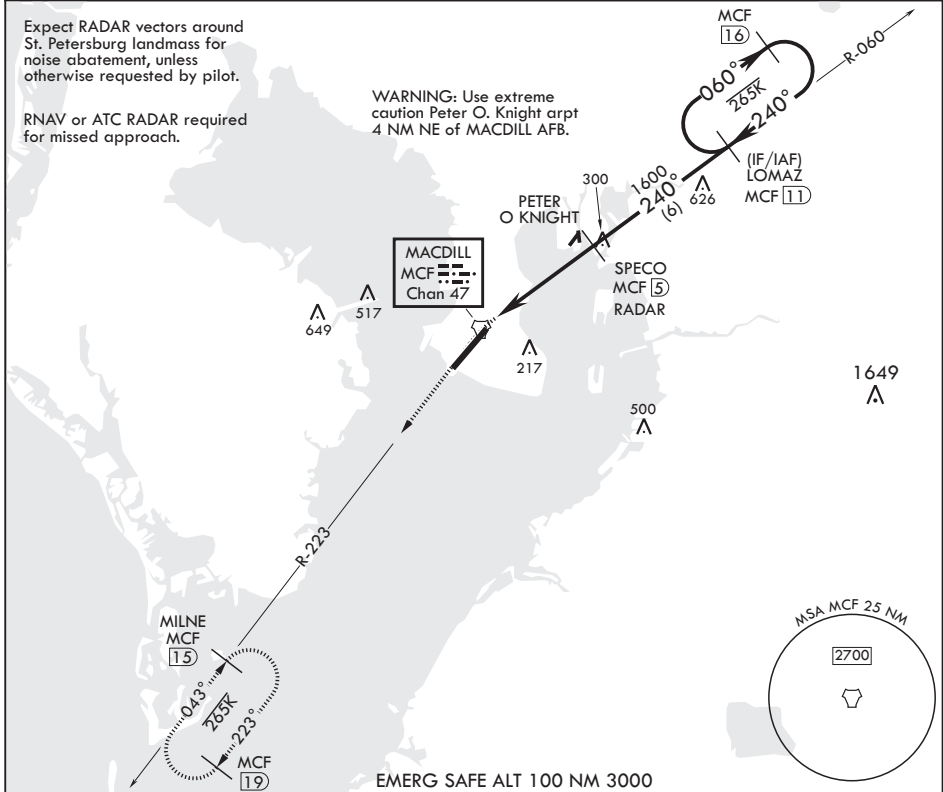 Expect RADAR vectors around
St. Petersburg landmass for
noise abatement, unless
otherwise requested by pilot.
RNAV or ATC RADAR required
for missed approach.
WARNING: Use extreme
caution Peter O. Knight arpt
4 NM NE of MACDILL AFB.
MCF
16
R-060
060°
265K
240°
(IF/IAF)
LOMAZ
MCF 11
1600
240°
(6)
626
300
PETER
O KNIGHT
SPECO
MCF 5
RADAR
MACDILL
MCF
Chan 47
649
517
217
500
1649
R-223
MILNE
MCF
15
043°
265K
223°
MCF
19
MSA MCF 25 NM
2700
EMERG SAFE ALT 100 NM 3000